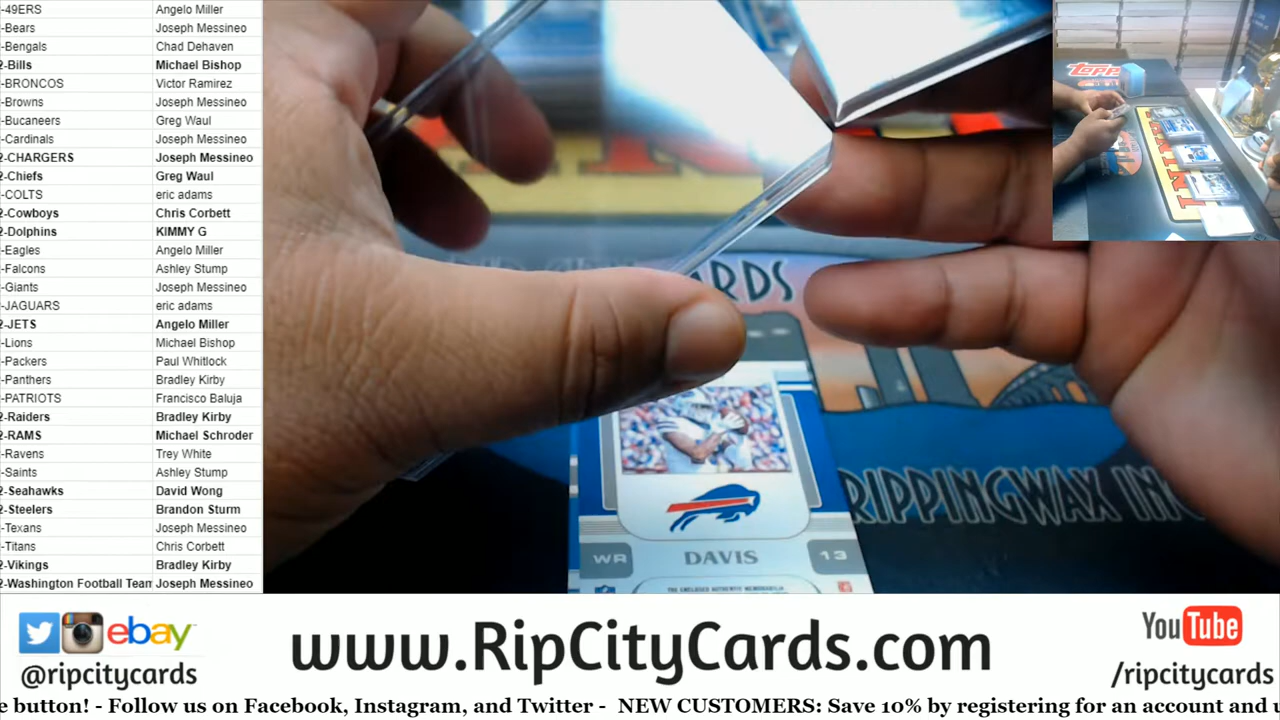 -49ERS Angelo Miller
-Bears Joseph Messineo
-Bengals Chad Dehaven
2-Bills Michael Bishop
-BRONCOS Victor Ramirez
-Browns Joseph Messineo
-Bucaneers Greg Waul
-Cardinals Joseph Messineo
2-CHARGERS Joseph Messineo
2-Chiefs Greg Waul
-COLTS eric adams
2-Cowboys Chris Corbett
2-Dolphins KIMMY G
-Eagles Angelo Miller
-Falcons Ashley Stump
-Giants Joseph Messineo
-JAGUARS eric adams
2-JETS Angelo Miller
-Lions Michael Bishop
-Packers Paul Whitlock
-Panthers Bradley Kirby
-PATRIOTS Francisco Baluja
2-Raiders Bradley Kirby
2-RAMS Michael Schroder
-Ravens Trey White
-Saints Ashley Stump
2-Seahawks David Wong
2-Steelers Brandon Sturm
-Texans Joseph Messineo
-Titans Chris Corbett
2-Vikings Bradley Kirby
2-Washington Football Team Joseph Messineo
TOPPS
PANINI
RIPPINGWAX INC
WR DAVIS 13
THE ENCLOSED AUTHENTIC MEMORABILIA
ebay
@ripcitycards
www.RipCityCards.com
YouTube
/ripcitycards
e button! - Follow us on Facebook, Instagram, and Twitter - NEW CUSTOMERS: Save 10% by registering for an account and u